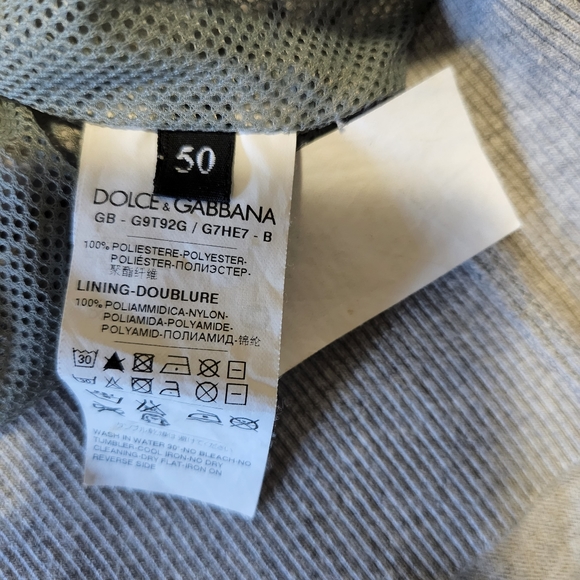 50
DOLCE & GABBANA
GB - G9T92G / G7HE7 - B
100% POLIESTERE-POLYESTER-
POLIÉSTER-ПОЛИЭСТЕР-
聚酯纤维
LINING-DOUBLURE
100% POLIAMMIDICA-NYLON-
POLIAMIDA-POLYAMIDE-
POLYAMID-ПОЛИАМИД-锦纶
30
WASH IN WATER 30°-NO BLEACH-NO
TUMBLER-COOL IRON-NO DRY
CLEANING DRY FLAT-IRON ON
REVERSE SIDE